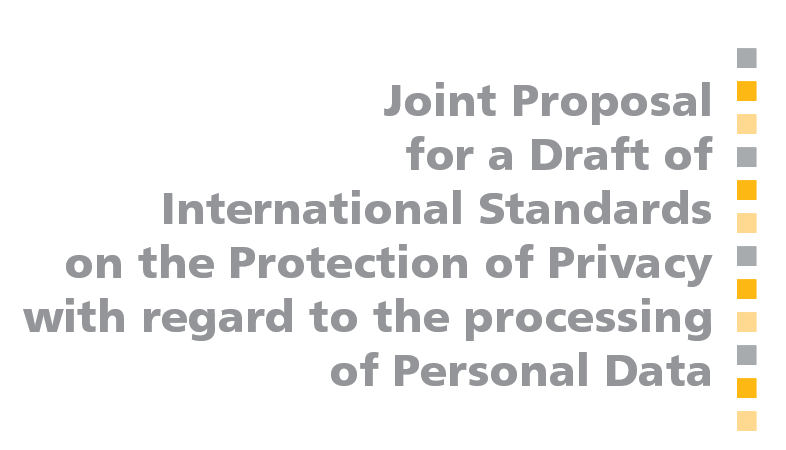 Joint Proposal
for a Draft of
International Standards
on the Protection of Privacy
with regard to the processing
of Personal Data